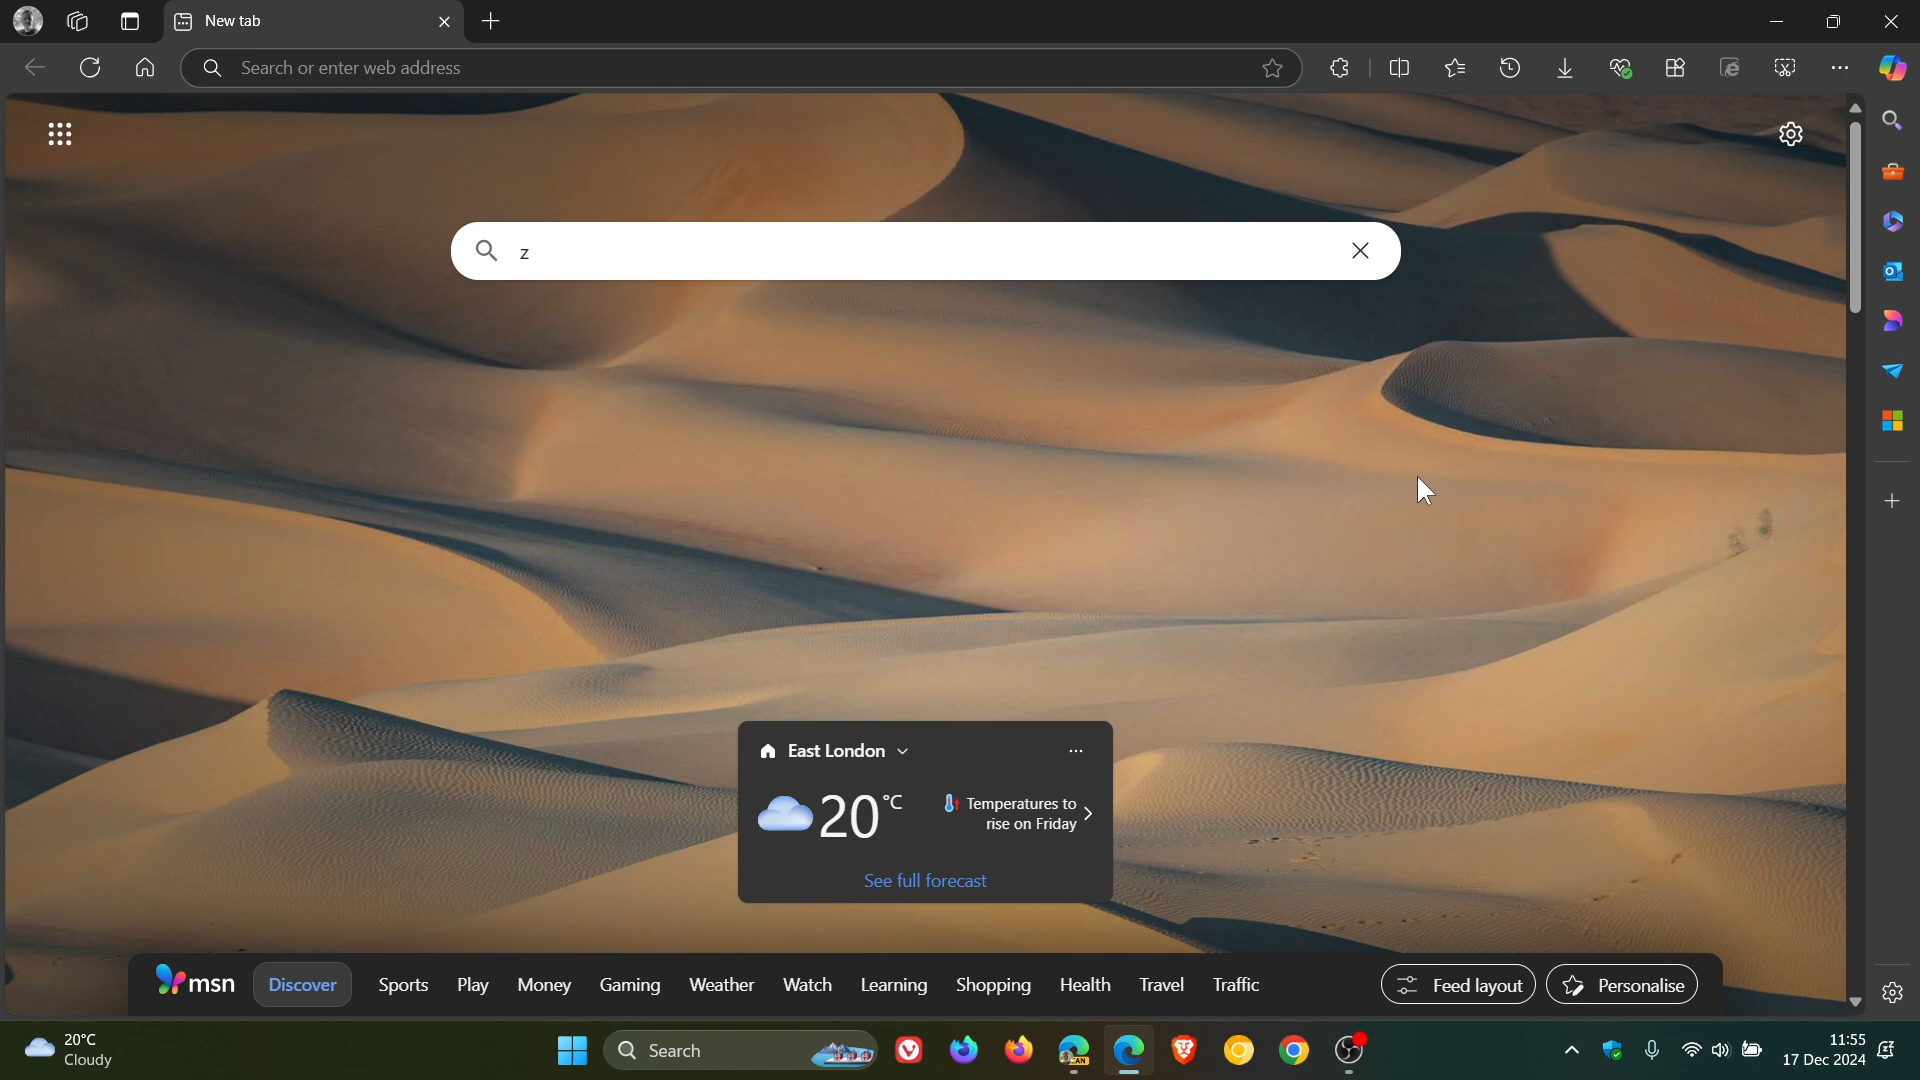 New tab
Search or enter web address
z
East London
20 °C
Temperatures to
rise on Friday
See full forecast
msn Discover Sports Play Money Gaming Weather Watch Learning Shopping Health Travel Traffic Feed layout Personalise
20°C
Cloudy
Search
CAN
11:55
17 Dec 2024